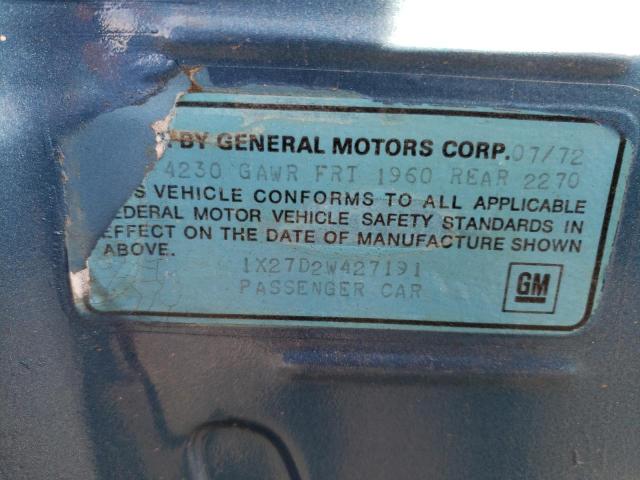 BY GENERAL MOTORS CORP. 07/72
4230 GAWR FRT 1960 REAR 2270
S VEHICLE CONFORMS TO ALL APPLICABLE
FEDERAL MOTOR VEHICLE SAFETY STANDARDS IN
EFFECT ON THE DATE OF MANUFACTURE SHOWN
ABOVE.
1X27D2W427191
PASSENGER CAR
GM